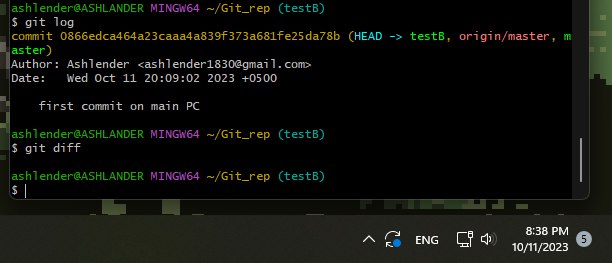 ashlender@ASHLANDER MINGW64 ~/Git_rep (testB)
$ git log
commit 0866edca464a23caaa4a839f373a681fe25da78b (HEAD -> testB, origin/master, m
aster)
Author: Ashlender <ashlender1830@gmail.com>
Date:   Wed Oct 11 20:09:02 2023 +0500
    first commit on main PC
ashlender@ASHLANDER MINGW64 ~/Git_rep (testB)
$ git diff
ashlender@ASHLANDER MINGW64 ~/Git_rep (testB)
$
ENG
8:38 PM
10/11/2023
5